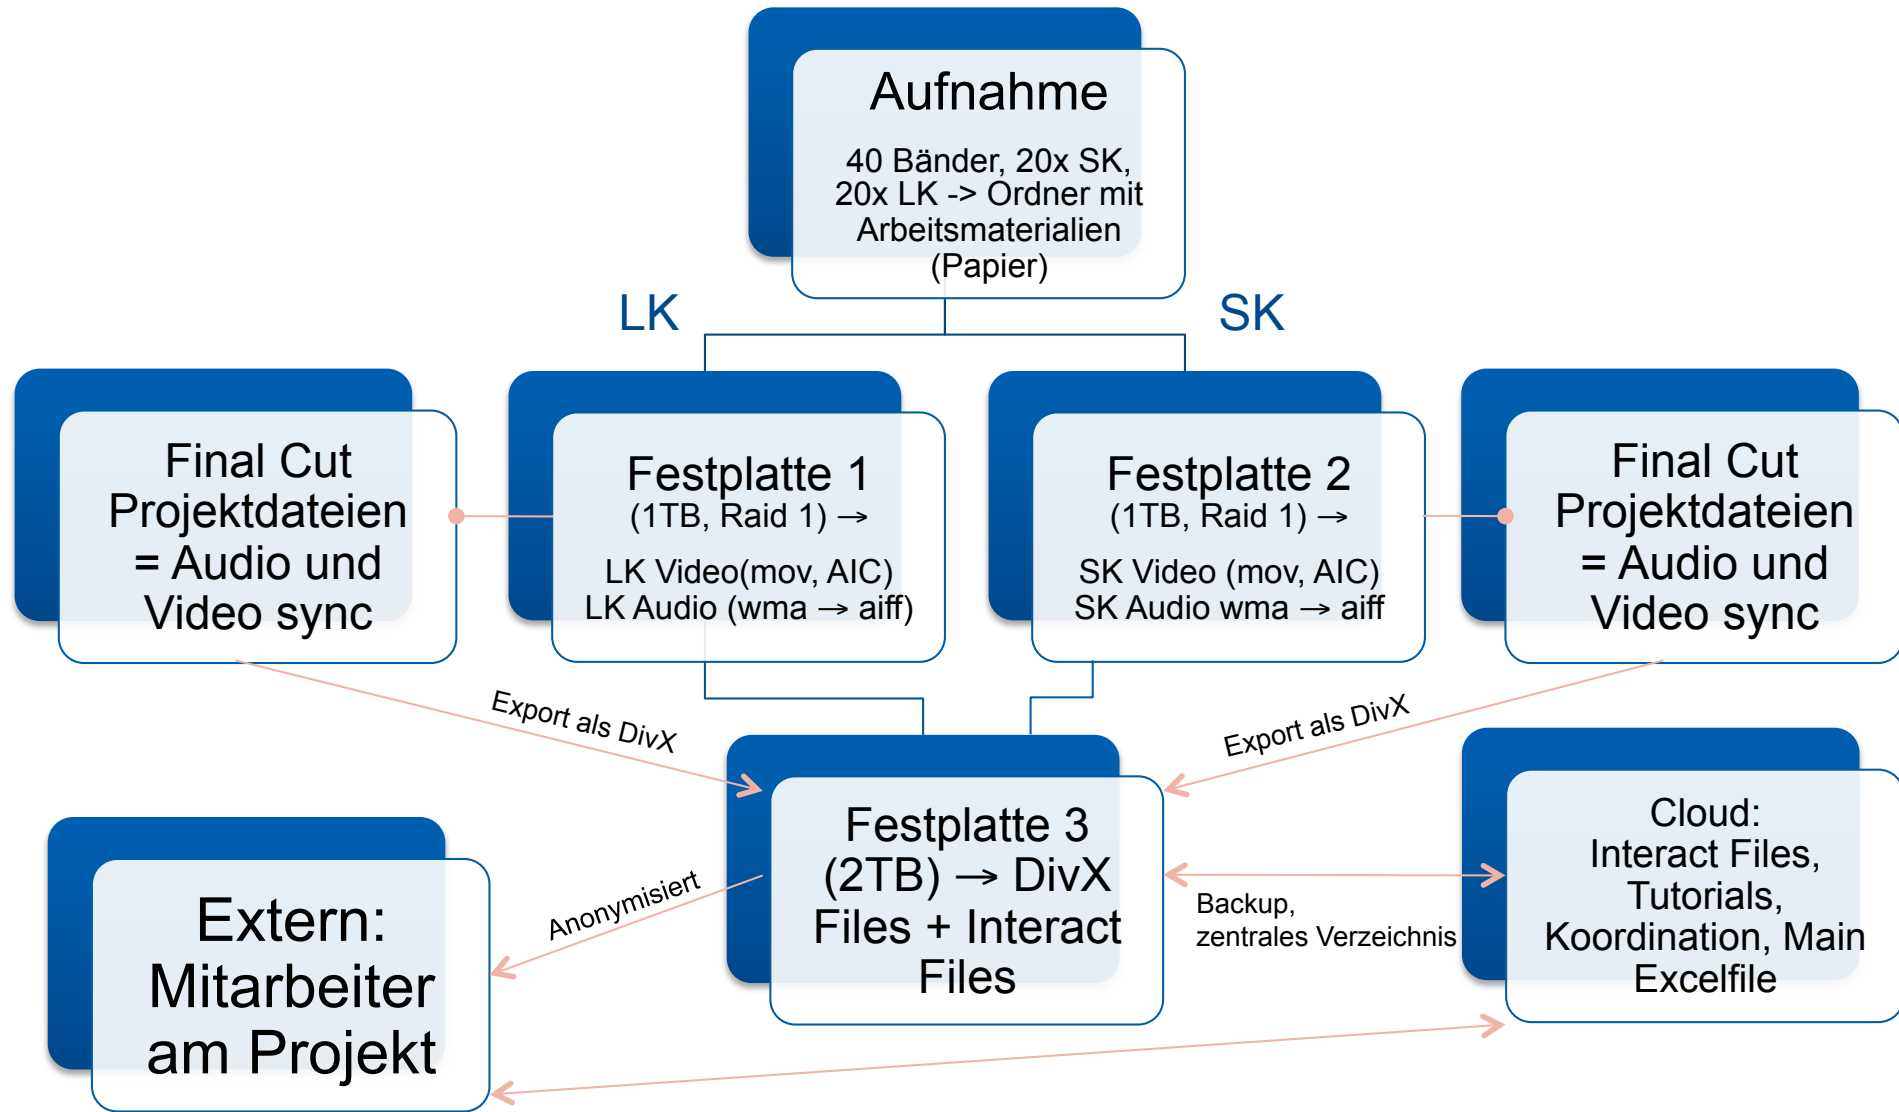 Aufnahme
40 Bänder, 20x SK,
20x LK -> Ordner mit
Arbeitsmaterialien
(Papier)
LK
SK
Final Cut
Projektdateien
= Audio und
Video sync
Festplatte 1
(1TB, Raid 1) →
LK Video(mov, AIC)
LK Audio (wma → aiff)
Festplatte 2
(1TB, Raid 1) →
SK Video (mov, AIC)
SK Audio wma → aiff
Final Cut
Projektdateien
= Audio und
Video sync
Export als DivX
Export als DivX
Extern:
Mitarbeiter
am Projekt
Anonymisiert
Festplatte 3
(2TB) → DivX
Files + Interact
Files
Backup,
zentrales Verzeichnis
Cloud:
Interact Files,
Tutorials,
Koordination, Main
Excelfile